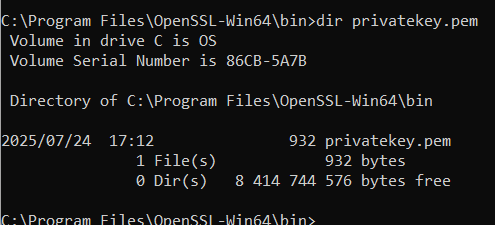 C:\Program Files\OpenSSL-Win64\bin>dir privatekey.pem
 Volume in drive C is OS
 Volume Serial Number is 86CB-5A7B

 Directory of C:\Program Files\OpenSSL-Win64\bin

2025/07/24  17:12               932 privatekey.pem
               1 File(s)            932 bytes
               0 Dir(s)   8 414 744 576 bytes free

C:\Program Files\OpenSSL-Win64\bin>